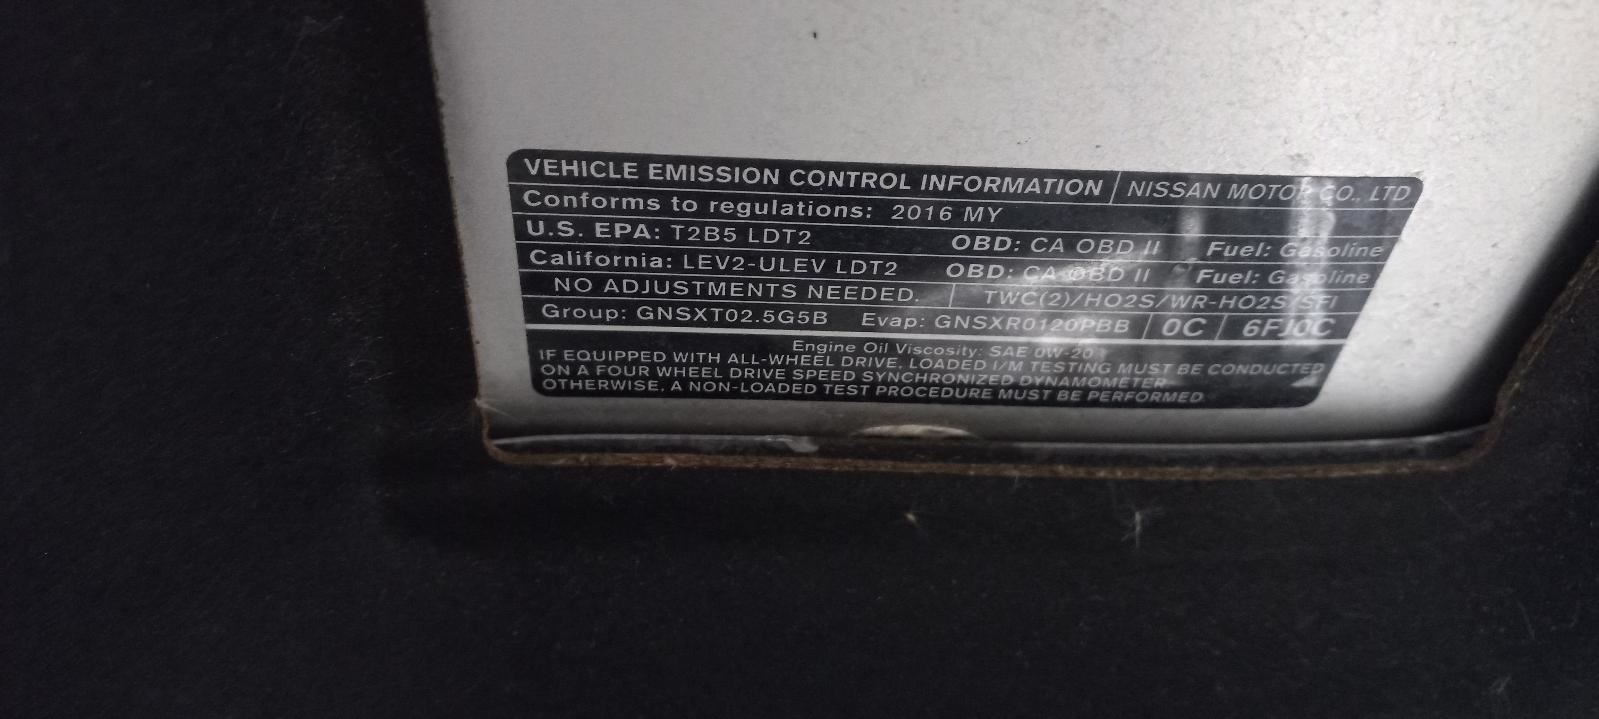 VEHICLE EMISSION CONTROL INFORMATION NISSAN MOTOR CO., LTD
Conforms to regulations: 2016 MY
U.S. EPA: T2B5 LDT2 OBD: CA OBD II Fuel: Gasoline
California: LEV2-ULEV LDT2 OBD: CA OBD II Fuel: Gasoline
NO ADJUSTMENTS NEEDED. TWC(2)/HO2S/WR-HO2S/SFI
Group: GNSXT02.5G5B Evap: GNSXR0120PBB 0C
Engine Oil Viscosity: SAE 0W-20
IF EQUIPPED WITH ALL-WHEEL DRIVE, LOADED I/M TESTING MUST BE CONDUCTED
ON A FOUR WHEEL DRIVE SPEED SYNCHRONIZED DYNAMOMETER
OTHERWISE, A NON-LOADED TEST PROCEDURE MUST BE PERFORMED